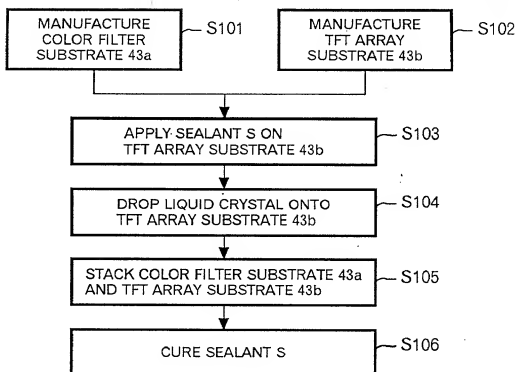 MANUFACTURE
COLOR FILTER
SUBSTRATE 43a
S101
MANUFACTURE
TFT ARRAY
SUBSTRATE 43b
S102
APPLY SEALANT S ON
TFT ARRAY SUBSTRATE 43b
S103
DROP LIQUID CRYSTAL ONTO
TFT ARRAY SUBSTRATE 43b
S104
STACK COLOR FILTER SUBSTRATE 43a
AND TFT ARRAY SUBSTRATE 43b
S105
CURE SEALANT S
S106